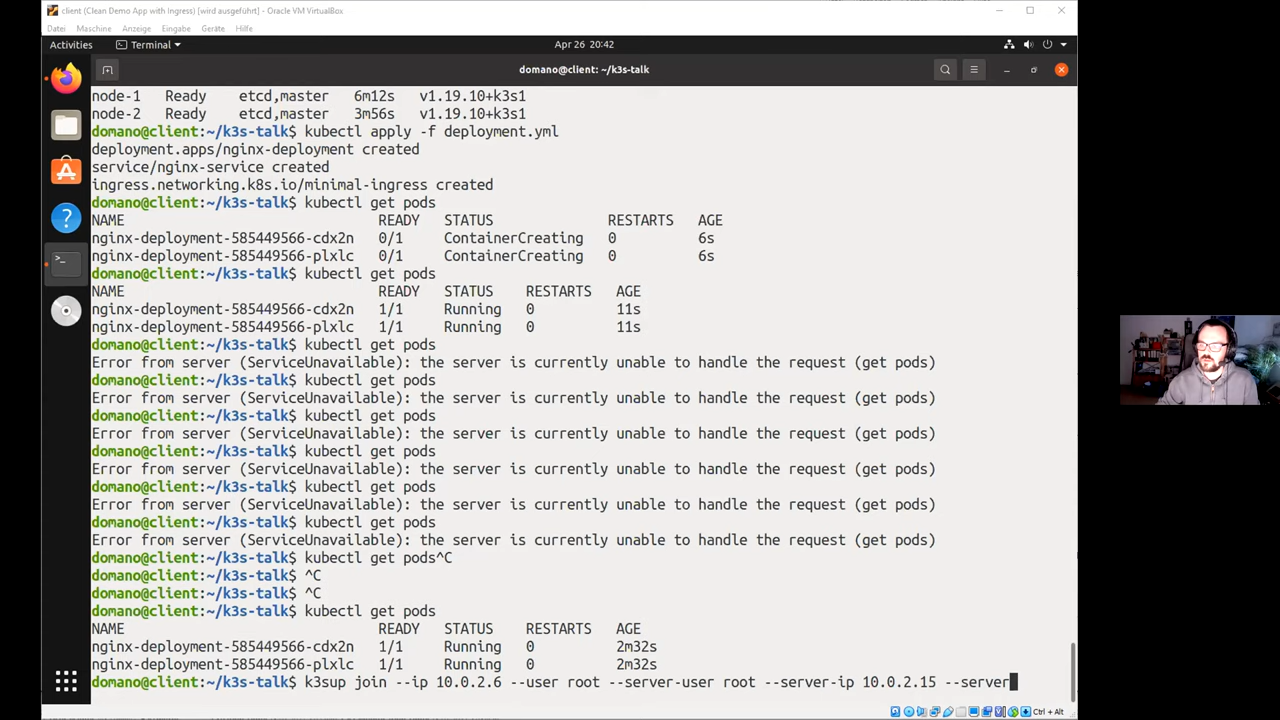 client (Clean Demo App with Ingress) [wird ausgeführt] - Oracle VM VirtualBox
Datei Maschine Anzeige Eingabe Geräte Hilfe
Activities Terminal Apr 26 20:42
domano@client: ~/k3s-talk
node-1 Ready etcd,master 6m12s v1.19.10+k3s1
node-2 Ready etcd,master 3m56s v1.19.10+k3s1
domano@client:~/k3s-talk$ kubectl apply -f deployment.yml
deployment.apps/nginx-deployment created
service/nginx-service created
ingress.networking.k8s.io/minimal-ingress created
domano@client:~/k3s-talk$ kubectl get pods
NAME READY STATUS RESTARTS AGE
nginx-deployment-585449566-cdx2n 0/1 ContainerCreating 0 6s
nginx-deployment-585449566-plxlc 0/1 ContainerCreating 0 6s
domano@client:~/k3s-talk$ kubectl get pods
NAME READY STATUS RESTARTS AGE
nginx-deployment-585449566-cdx2n 1/1 Running 0 11s
nginx-deployment-585449566-plxlc 1/1 Running 0 11s
domano@client:~/k3s-talk$ kubectl get pods
Error from server (ServiceUnavailable): the server is currently unable to handle the request (get pods)
domano@client:~/k3s-talk$ kubectl get pods
Error from server (ServiceUnavailable): the server is currently unable to handle the request (get pods)
domano@client:~/k3s-talk$ kubectl get pods
Error from server (ServiceUnavailable): the server is currently unable to handle the request (get pods)
domano@client:~/k3s-talk$ kubectl get pods
Error from server (ServiceUnavailable): the server is currently unable to handle the request (get pods)
domano@client:~/k3s-talk$ kubectl get pods
Error from server (ServiceUnavailable): the server is currently unable to handle the request (get pods)
domano@client:~/k3s-talk$ kubectl get pods
Error from server (ServiceUnavailable): the server is currently unable to handle the request (get pods)
domano@client:~/k3s-talk$ kubectl get pods^C
domano@client:~/k3s-talk$ ^C
domano@client:~/k3s-talk$ ^C
domano@client:~/k3s-talk$ kubectl get pods
NAME READY STATUS RESTARTS AGE
nginx-deployment-585449566-cdx2n 1/1 Running 0 2m32s
nginx-deployment-585449566-plxlc 1/1 Running 0 2m32s
domano@client:~/k3s-talk$ k3sup join --ip 10.0.2.6 --user root --server-user root --server-ip 10.0.2.15 --server
Ctrl + Alt